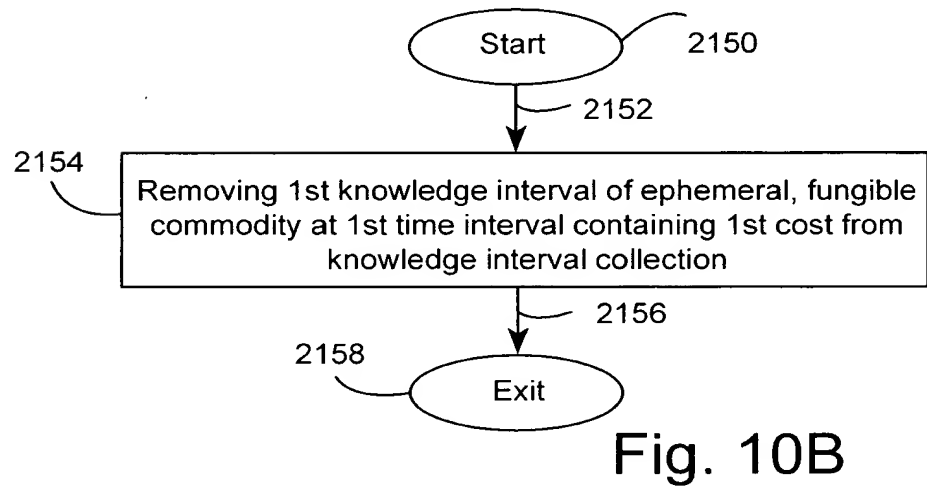 Start
2150
2152
2154
Removing 1st knowledge interval of ephemeral, fungible
commodity at 1st time interval containing 1st cost from
knowledge interval collection
2156
2158
Exit
Fig. 10B